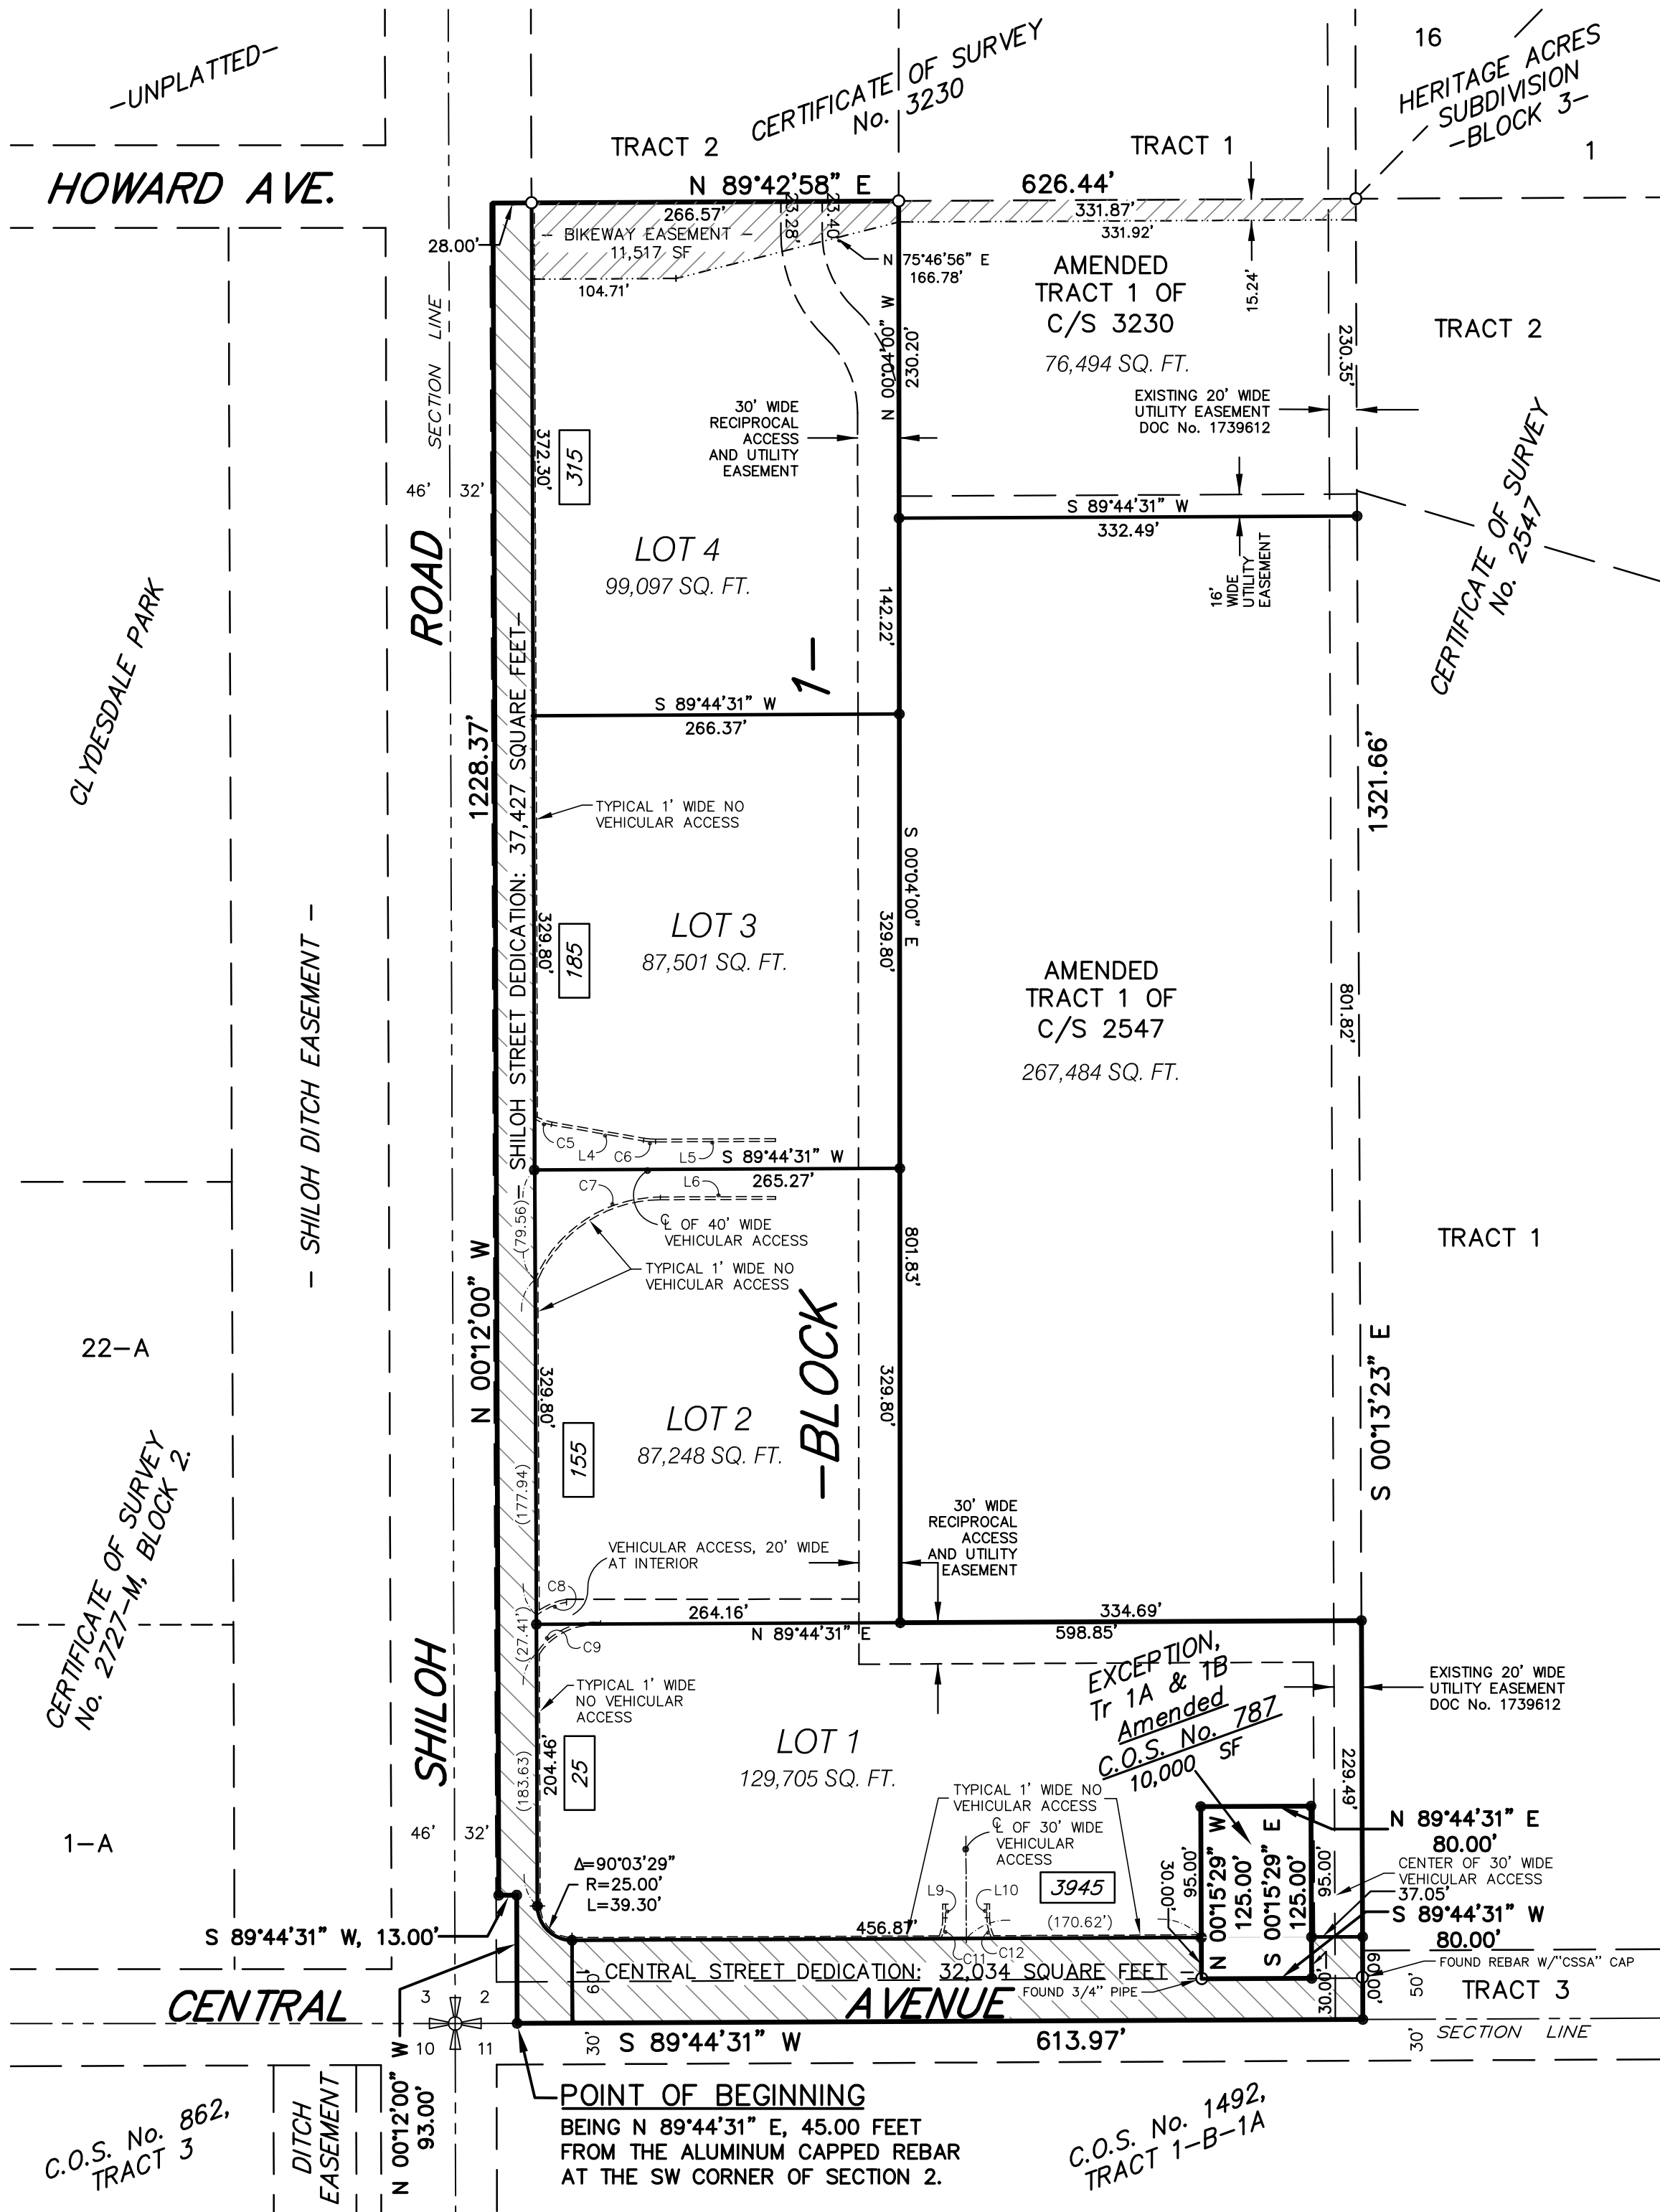 -UNPLATTED-
CERTIFICATE OF SURVEY
No. 3230
16
HERITAGE ACRES
SUBDIVISION
-BLOCK 3-
1
TRACT 2
TRACT 1
HOWARD AVE.
N 89°42'58" E
626.44'
266.57'
331.87'
28.00'
BIKEWAY EASEMENT
11,517 SF
23.28'
23.40'
331.92'
104.71'
N 75°46'56" E
166.78'
15.24'
AMENDED
TRACT 1 OF
C/S 3230
76,494 SQ. FT.
TRACT 2
SECTION LINE
N 00°04'00" W
230.20'
230.35'
30' WIDE
RECIPROCAL
ACCESS
AND UTILITY
EASEMENT
EXISTING 20' WIDE
UTILITY EASEMENT
DOC No. 1739612
372.30'
315
46'
32'
S 89°44'31" W
332.49'
CERTIFICATE OF SURVEY
No. 2547
ROAD
LOT 4
99,097 SQ. FT.
16'
WIDE
UTILITY
EASEMENT
142.22'
CLYDESDALE PARK
1-
S 89°44'31" W
266.37'
1228.37'
SHILOH STREET DEDICATION: 37,427 SQUARE FEET
1321.66'
TYPICAL 1' WIDE NO
VEHICULAR ACCESS
S 00°04'00" E
329.80'
185
LOT 3
87,501 SQ. FT.
329.80'
AMENDED
TRACT 1 OF
C/S 2547
267,484 SQ. FT.
801.82'
- SHILOH DITCH EASEMENT -
C5
L4
C6
L5
S 89°44'31" W
265.27'
C7
L6
(79.56)
℄ OF 40' WIDE
VEHICULAR ACCESS
TYPICAL 1' WIDE NO
VEHICULAR ACCESS
801.83'
TRACT 1
N 00°12'00" W
-BLOCK
S 00°13'23" E
22-A
329.80'
155
LOT 2
87,248 SQ. FT.
329.80'
(177.94)
CERTIFICATE OF SURVEY
No. 2727-M, BLOCK 2.
30' WIDE
RECIPROCAL
ACCESS
AND UTILITY
EASEMENT
VEHICULAR ACCESS, 20' WIDE
AT INTERIOR
C8
264.16'
334.69'
N 89°44'31" E
598.85'
(27.41')
C9
EXCEPTION,
Tr 1A & 1B
Amended
C.O.S. No. 787
10,000 SF
EXISTING 20' WIDE
UTILITY EASEMENT
DOC No. 1739612
TYPICAL 1' WIDE
NO VEHICULAR
ACCESS
SHILOH
LOT 1
129,705 SQ. FT.
(183.63)
204.46'
25
229.49'
TYPICAL 1' WIDE NO
VEHICULAR ACCESS
℄ OF 30' WIDE
VEHICULAR
ACCESS
1-A
46'
32'
N 89°44'31" E
80.00'
Δ=90°03'29"
R=25.00'
L=39.30'
L9
L10
3945
30.00'
95.00'
N 00°15'29" W
125.00'
S 00°15'29" E
125.00'
95.00'
CENTER OF 30' WIDE
VEHICULAR ACCESS
37.05'
S 89°44'31" W
80.00'
S 89°44'31" W, 13.00'
456.87'
(170.62')
C11
C12
CENTRAL STREET DEDICATION: 32,034 SQUARE FEET
60'
30.00'
60.00'
FOUND REBAR W/"CSSA" CAP
FOUND 3/4" PIPE
50'
TRACT 3
CENTRAL
3
2
AVENUE
10
11
30'
S 89°44'31" W
613.97'
30'
SECTION LINE
N 00°12'00" W
93.00'
POINT OF BEGINNING
BEING N 89°44'31" E, 45.00 FEET
FROM THE ALUMINUM CAPPED REBAR
AT THE SW CORNER OF SECTION 2.
C.O.S. No. 862,
TRACT 3
DITCH
EASEMENT
C.O.S. No. 1492,
TRACT 1-B-1A